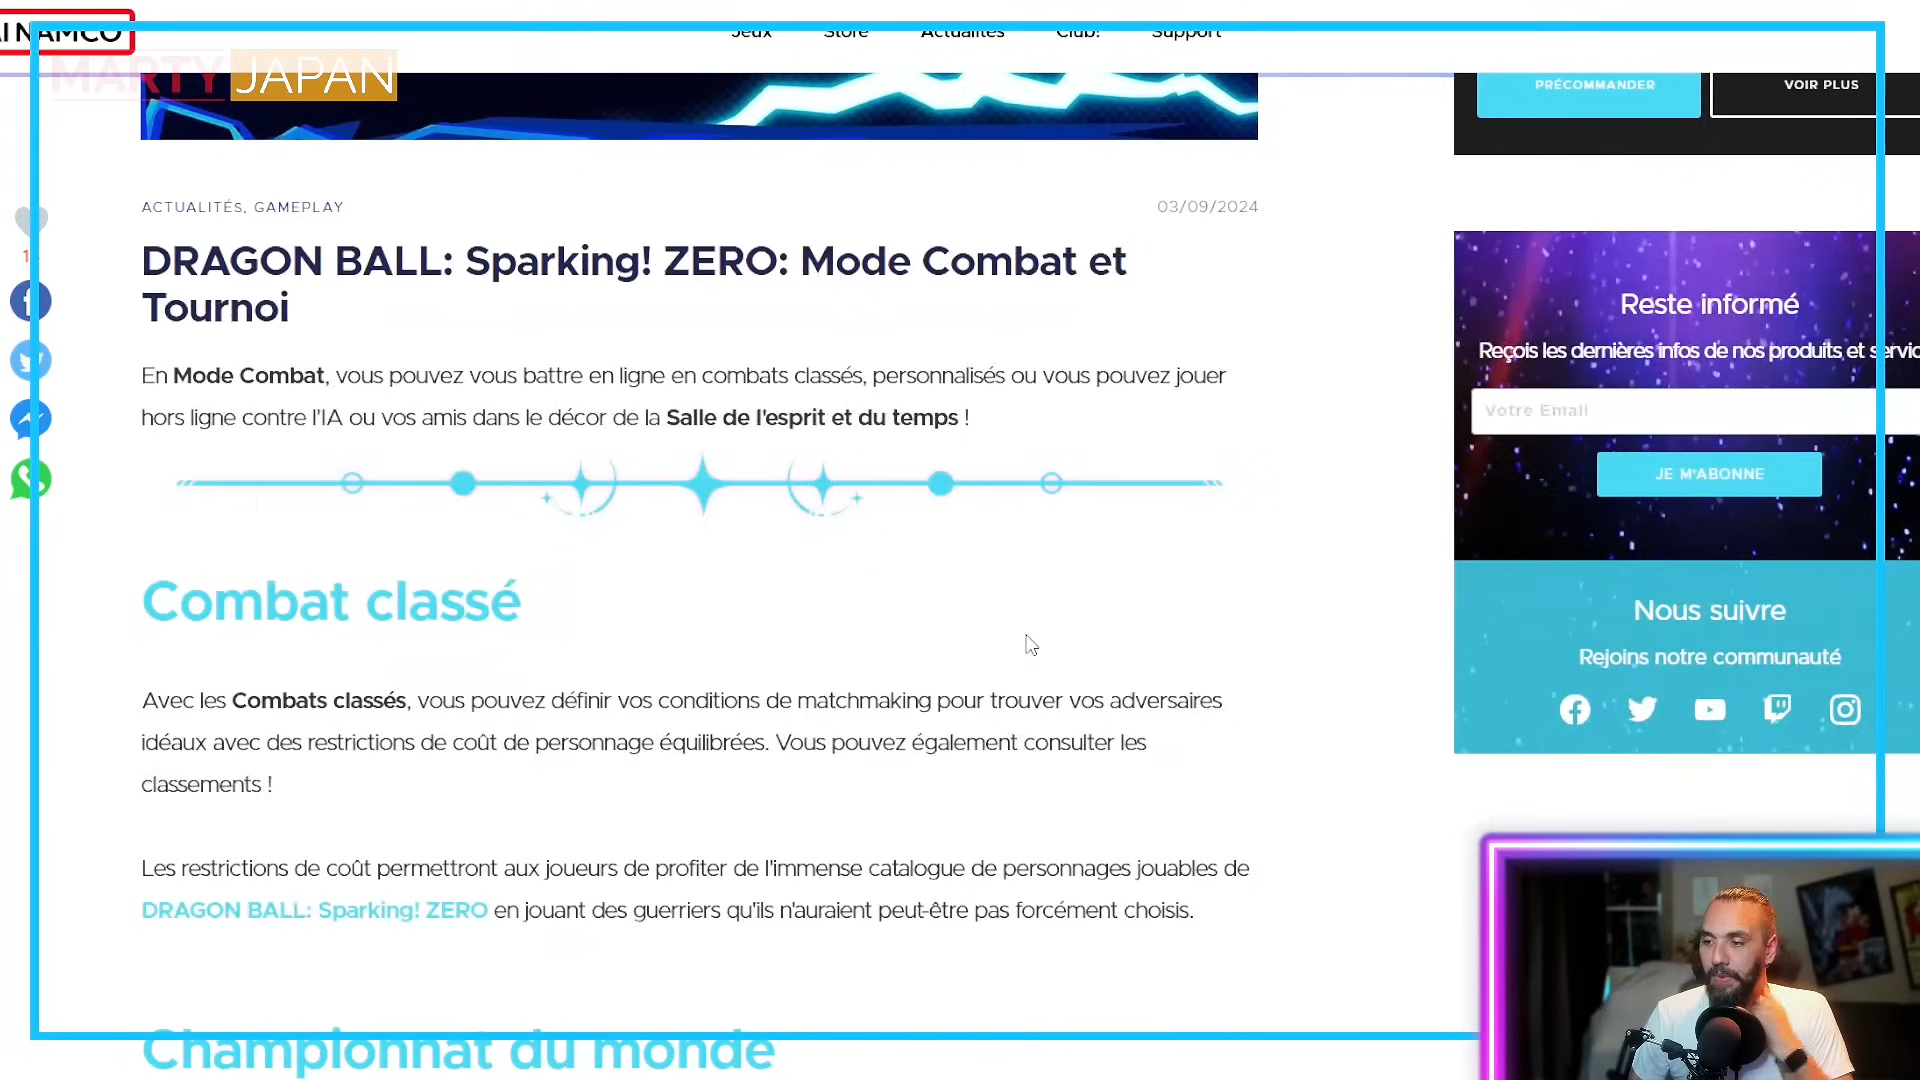 NAMCO
Jeux
Store
Actualités
Club!
Support
MARTY JAPAN
PRÉCOMMANDER
VOIR PLUS
ACTUALITÉS, GAMEPLAY
03/09/2024
DRAGON BALL: Sparking! ZERO: Mode Combat et
Tournoi
En Mode Combat, vous pouvez vous battre en ligne en combats classés, personnalisés ou vous pouvez jouer
hors ligne contre l'IA ou vos amis dans le décor de la Salle de l'esprit et du temps !
Combat classé
Avec les Combats classés, vous pouvez définir vos conditions de matchmaking pour trouver vos adversaires
idéaux avec des restrictions de coût de personnage équilibrées. Vous pouvez également consulter les
classements !
Les restrictions de coût permettront aux joueurs de profiter de l'immense catalogue de personnages jouables de
DRAGON BALL: Sparking! ZERO en jouant des guerriers qu'ils n'auraient peut-être pas forcément choisis.
Championnat du monde
Reste informé
Reçois les dernières infos de nos produits et servic
Votre Email
JE M'ABONNE
Nous suivre
Rejoins notre communauté